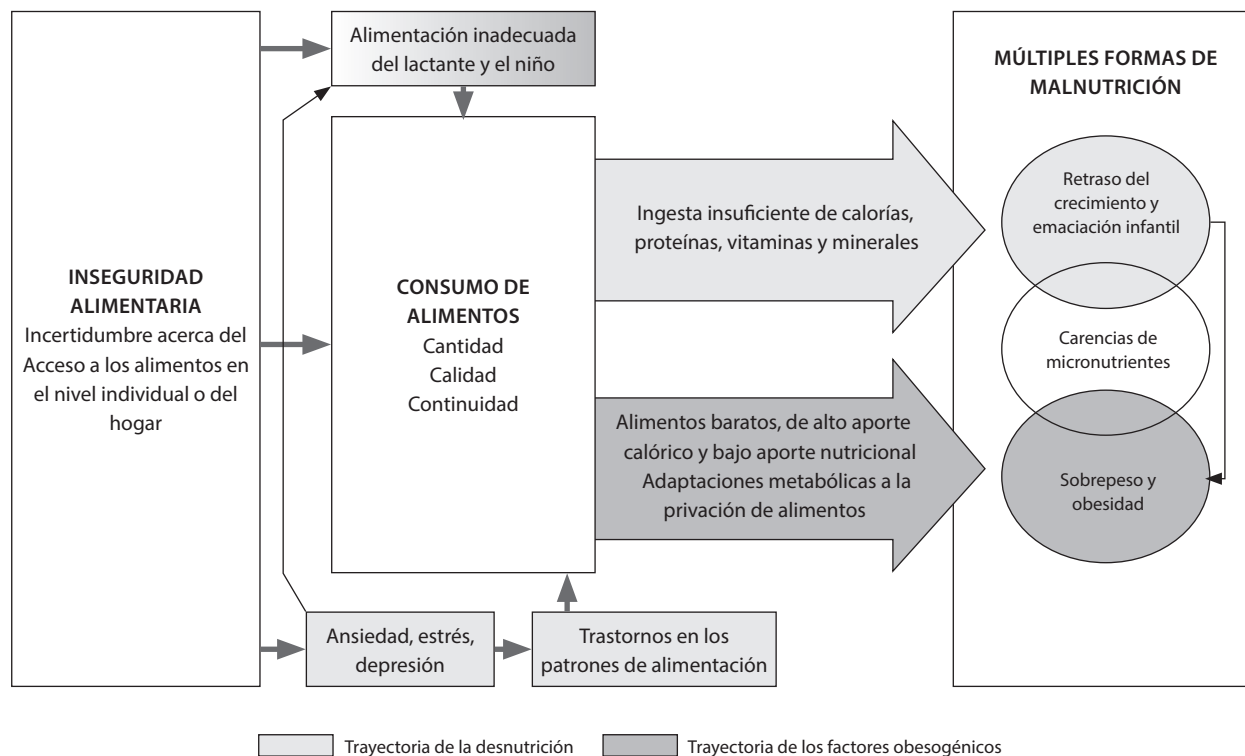 INSEGURIDAD
ALIMENTARIA
Incertidumbre acerca del
Acceso a los alimentos en
el nivel individual o del
hogar
Alimentación inadecuada
del lactante y el niño
CONSUMO DE
ALIMENTOS
Cantidad
Calidad
Continuidad
Ansiedad, estrés,
depresión
Trastornos en los
patrones de alimentación
Ingesta insuficiente de calorías,
proteínas, vitaminas y minerales
Alimentos baratos, de alto aporte
calórico y bajo aporte nutricional
Adaptaciones metabólicas a la
privación de alimentos
MÚLTIPLES FORMAS DE
MALNUTRICIÓN
Retraso del
crecimiento y
emaciación infantil
Carencias de
micronutrientes
Sobrepeso y
obesidad
Trayectoria de la desnutrición
Trayectoria de los factores obesogénicos